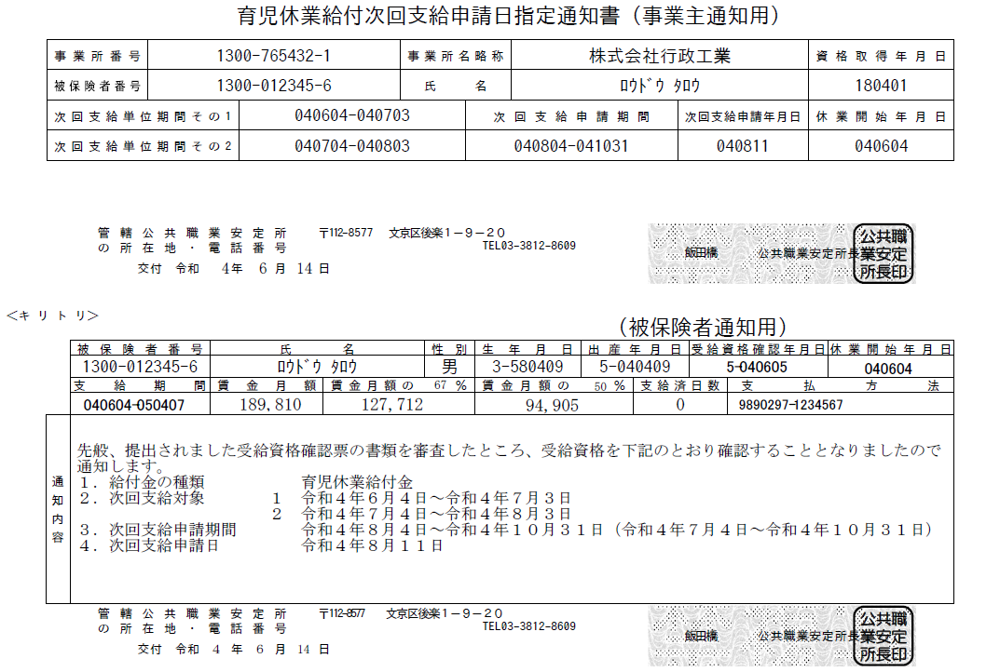 育児休業給付次回支給申請日指定通知書（事業主通知用）
事業所番号 1300-765432-1 事業所名略称 株式会社行政工業 資格取得年月日
被保険者番号 1300-012345-6 氏名 ﾛｳﾄﾞｳ ﾀﾛｳ 180401
次回支給単位期間その1 040604-040703 次回支給申請期間 次回支給申請年月日 休業開始年月日
次回支給単位期間その2 040704-040803 040804-041031 040811 040604
管轄公共職業安定所 〒112-8577 文京区後楽１－９－２０
の所在地・電話番号 TEL03-3812-8609
飯田橋 公共職業安定所長
公共職
業安定
所長印
交付 令和 4年 6月 14日
＜キリトリ＞
（被保険者通知用）
被保険者番号 氏名 性別 生年月日 出産年月日 受給資格確認年月日 休業開始年月日
1300-012345-6 ﾛｳﾄﾞｳ ﾀﾛｳ 男 3-580409 5-040409 5-040605 040604
支給期間 賃金月額 賃金月額の 67 ％ 賃金月額の 50 ％ 支給済日数 支払方法
040604-050407 189,810 127,712 94,905 0 9890297-1234567
通知内容
先般、提出されました受給資格確認票の書類を審査したところ、受給資格を下記のとおり確認することとなりましたので
通知します。
１．給付金の種類 育児休業給付金
２．次回支給対象 1 令和４年６月４日～令和４年７月３日
2 令和４年７月４日～令和４年８月３日
３．次回支給申請期間 令和４年８月４日～令和４年１０月３１日（令和４年７月４日～令和４年１０月３１日）
４．次回支給申請日 令和４年８月１１日
管轄公共職業安定所 〒112-8577 文京区後楽１－９－２０
の所在地・電話番号 TEL03-3812-8609
飯田橋 公共職業安定所長
公共職
業安定
所長印
交付 令和 4 年 6 月 14 日